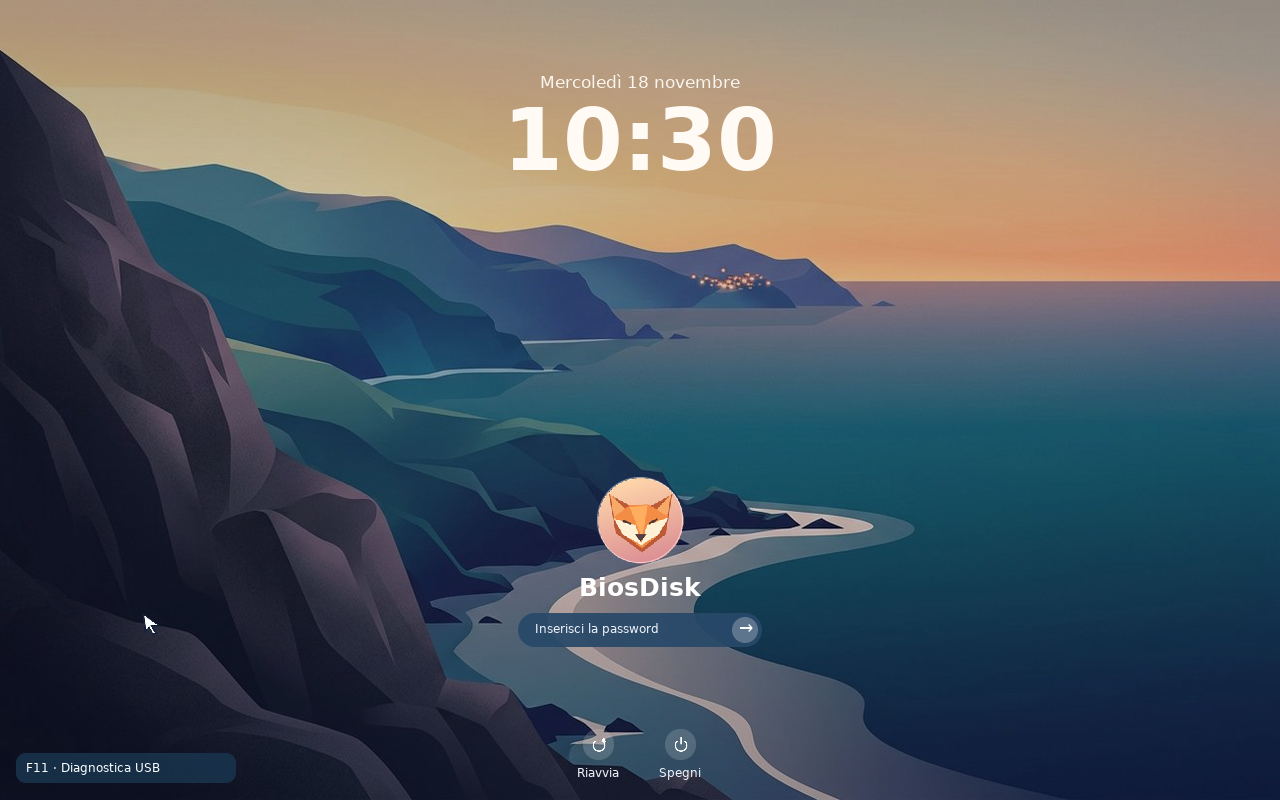 Mercoledì 18 novembre
10:30
BiosDisk
Inserisci la password
Riavvia
Spegni
F11 · Diagnostica USB